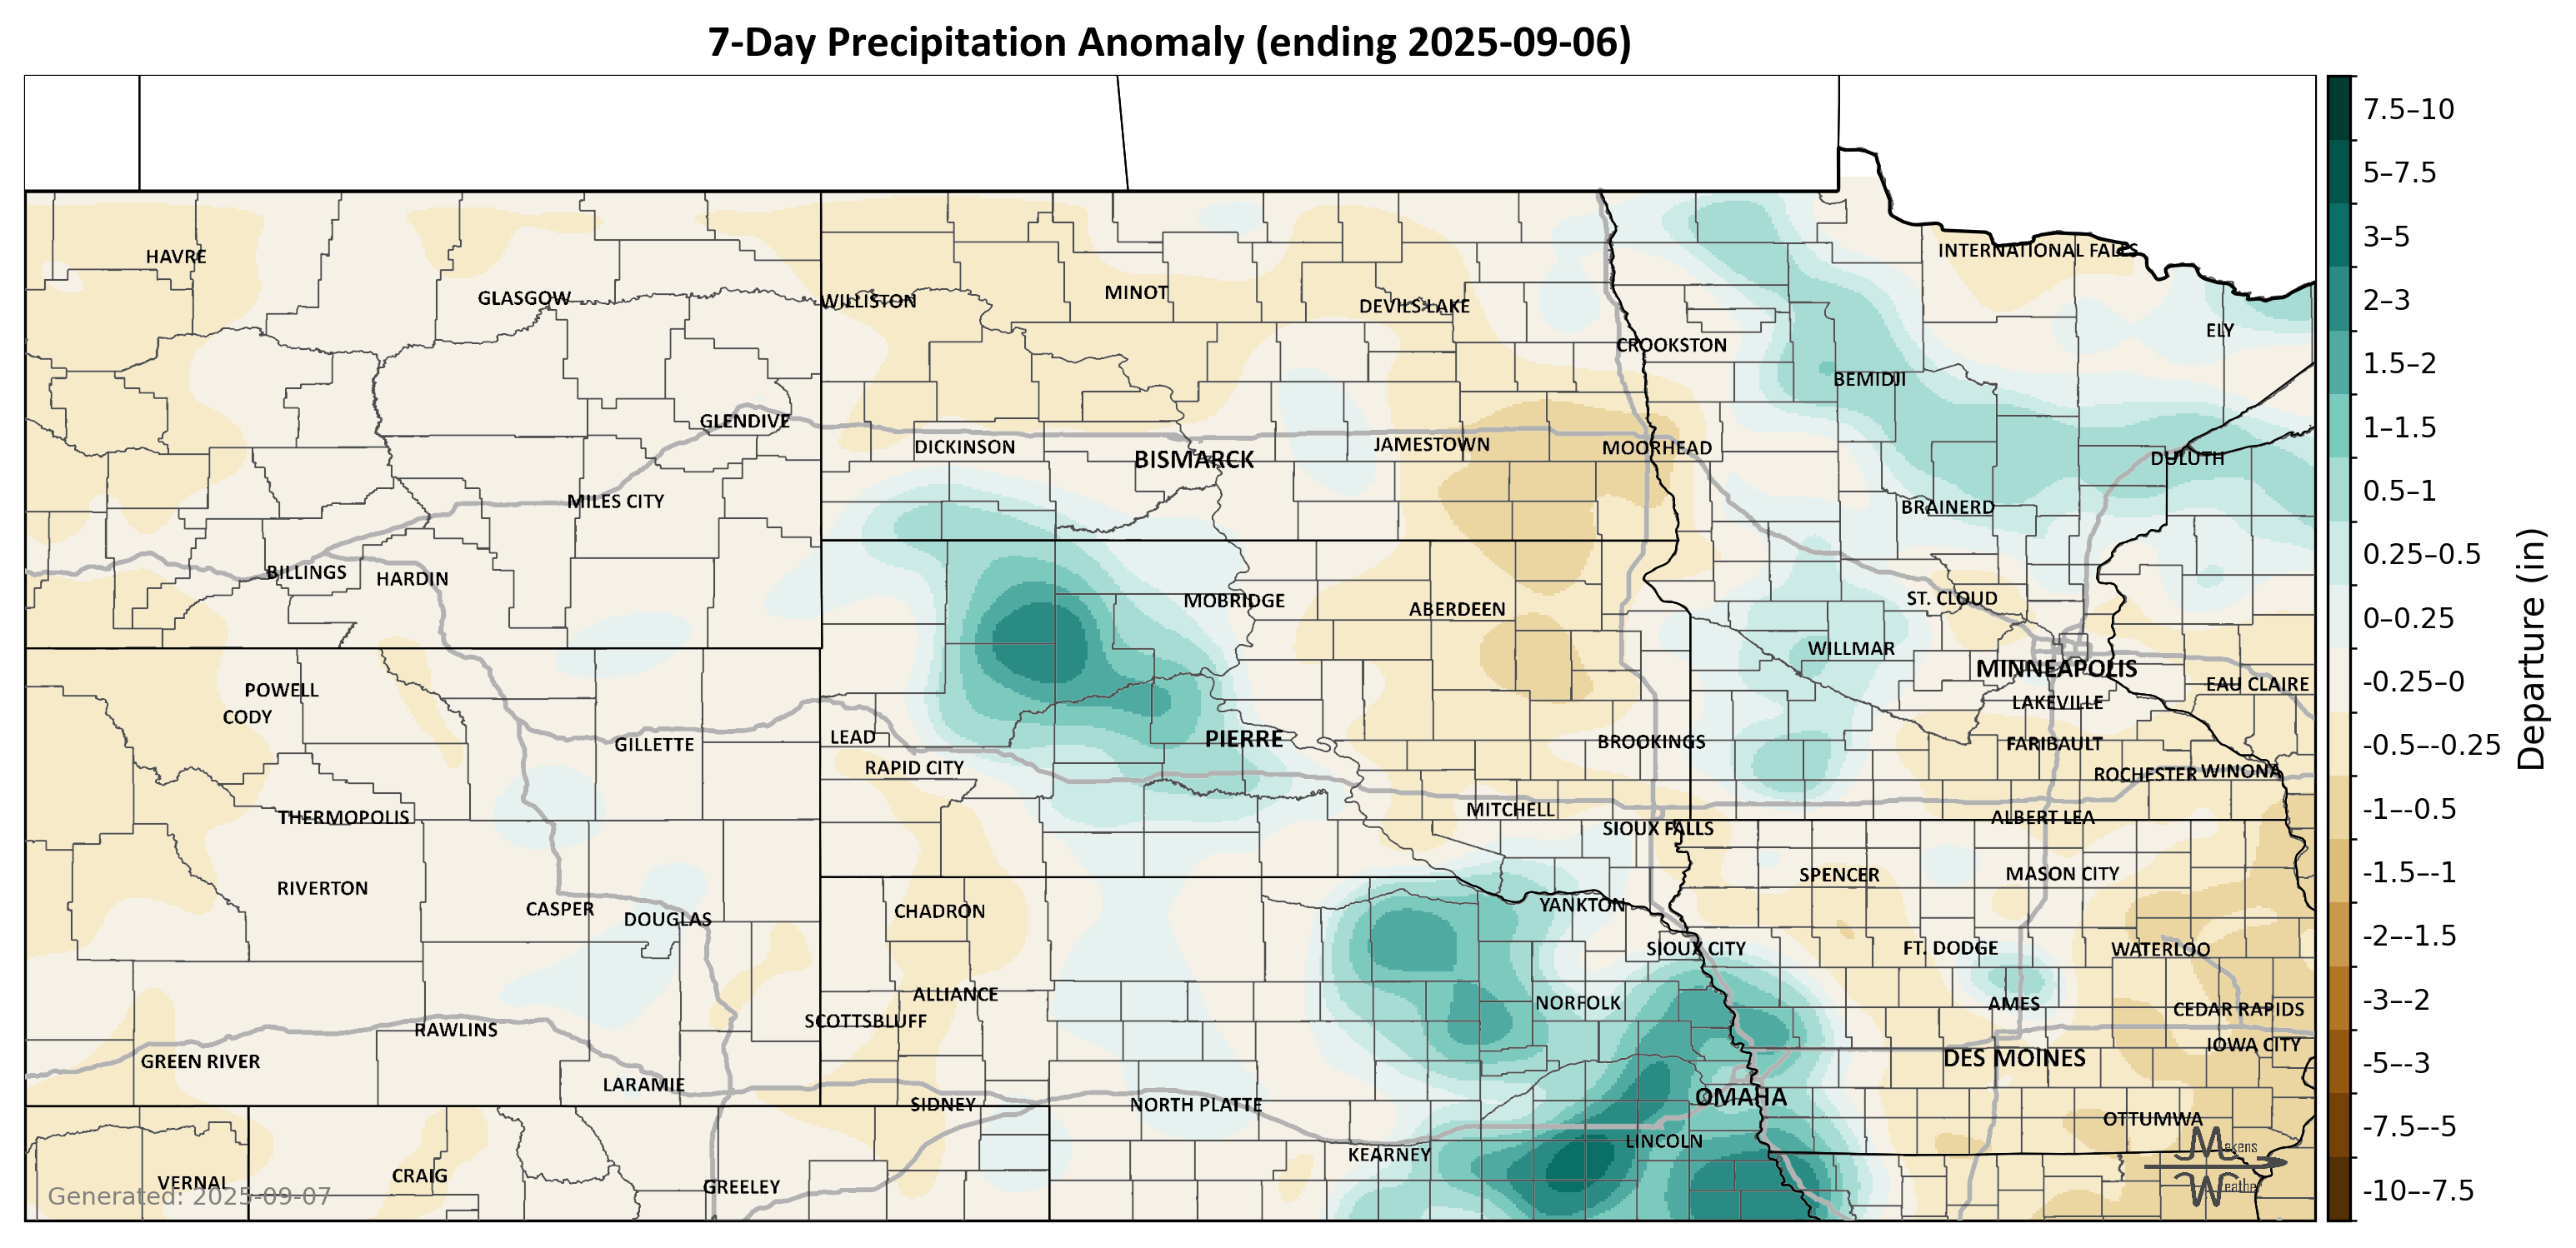 7-Day Precipitation Anomaly (ending 2025-09-06)
HAVRE
GLASGOW
WILLISTON
MINOT
DEVILS LAKE
INTERNATIONAL FALLS
ELY
CROOKSTON
BEMIDJI
GLENDIVE
DICKINSON
BISMARCK
JAMESTOWN
MOORHEAD
DULUTH
MILES CITY
BRAINERD
BILLINGS
HARDIN
MOBRIDGE
ABERDEEN
ST. CLOUD
WILLMAR
MINNEAPOLIS
EAU CLAIRE
POWELL
CODY
LAKEVILLE
GILLETTE
LEAD
PIERRE
BROOKINGS
FARIBAULT
RAPID CITY
ROCHESTER
WINONA
THERMOPOLIS
MITCHELL
SIOUX FALLS
ALBERT LEA
RIVERTON
SPENCER
MASON CITY
CASPER
DOUGLAS
CHADRON
YANKTON
SIOUX CITY
FT. DODGE
WATERLOO
ALLIANCE
NORFOLK
AMES
CEDAR RAPIDS
SCOTTSBLUFF
RAWLINS
IOWA CITY
GREEN RIVER
DES MOINES
LARAMIE
SIDNEY
NORTH PLATTE
OMAHA
OTTUMWA
LINCOLN
KEARNEY
VERNAL
CRAIG
GREELEY
Generated: 2025-09-07
Makens
Weather
7.5–10
5–7.5
3–5
2–3
1.5–2
1–1.5
0.5–1
0.25–0.5
0–0.25
-0.25–0
-0.5–-0.25
-1–-0.5
-1.5–-1
-2–-1.5
-3–-2
-5–-3
-7.5–-5
-10–-7.5
Departure (in)